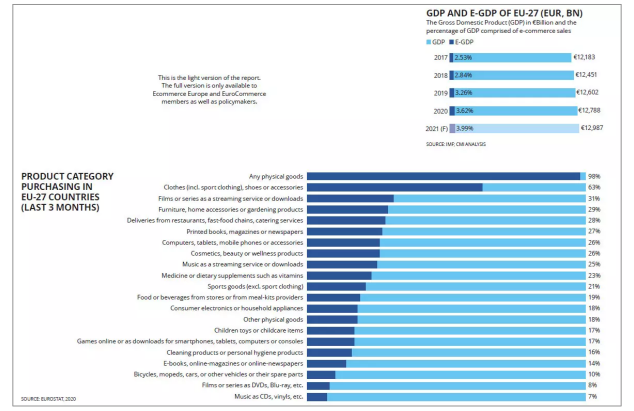 GDP AND E-GDP OF EU-27 (EUR, BN)
The Gross Domestic Product (GDP) in €Billion and the
percentage of GDP comprised of e-commerce sales
GDP E-GDP
2017 2.53% €12,183
2018 2.84% €12,451
2019 3.26% €12,602
2020 3.62% €12,788
2021 (F) 3.99% €12,987
SOURCE: IMF, CMI ANALYSIS
This is the light version of the report.
The full version is only available to
Ecommerce Europe and EuroCommerce
members as well as policymakers.
PRODUCT CATEGORY
PURCHASING IN
EU-27 COUNTRIES
(LAST 3 MONTHS)
Any physical goods 98%
Clothes (incl. sport clothing), shoes or accessories 63%
Films or series as a streaming service or downloads 31%
Furniture, home accessories or gardening products 29%
Deliveries from restaurants, fast-food chains, catering services 28%
Printed books, magazines or newspapers 27%
Computers, tablets, mobile phones or accessories 26%
Cosmetics, beauty or wellness products 26%
Music as a streaming service or downloads 25%
Medicine or dietary supplements such as vitamins 23%
Sports goods (excl. sport clothing) 21%
Food or beverages from stores or from meal-kits providers 19%
Consumer electronics or household appliances 18%
Other physical goods 18%
Children toys or childcare items 17%
Games online or as downloads for smartphones, tablets, computers or consoles 17%
Cleaning products or personal hygiene products 16%
E-books, online-magazines or online-newspapers 14%
Bicycles, mopeds, cars, or other vehicles or their spare parts 10%
Films or series as DVDs, Blu-ray, etc. 8%
Music as CDs, vinyls, etc. 7%
SOURCE: EUROSTAT, 2020